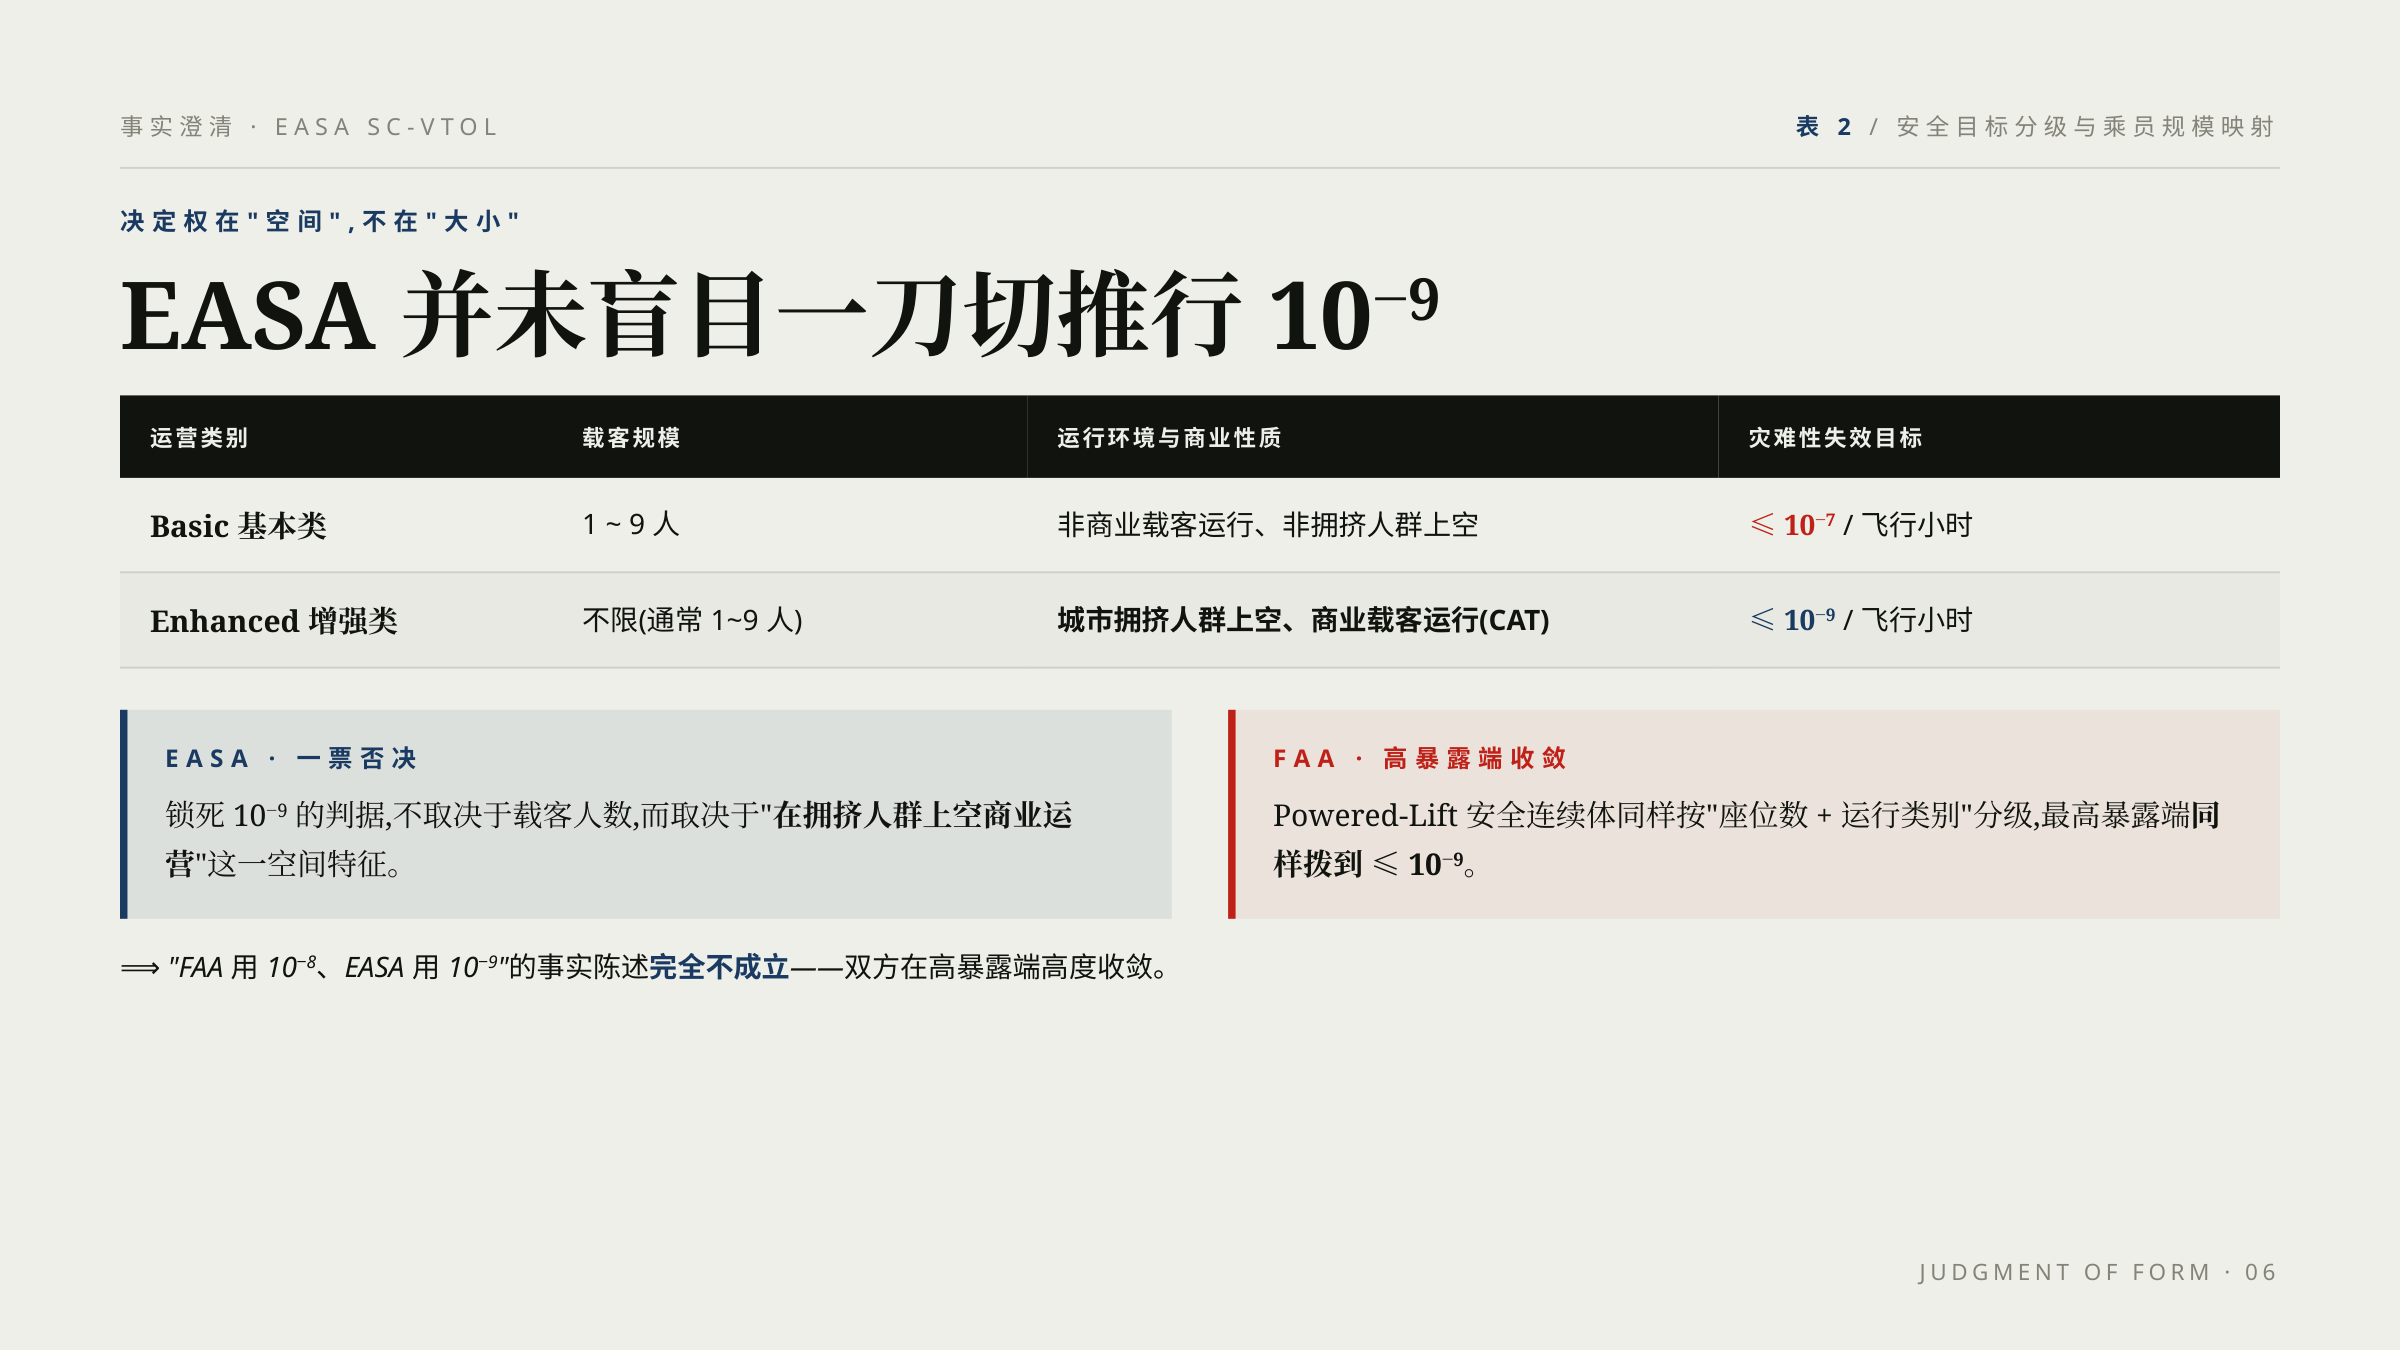 事实澄清 · EASA SC-VTOL
表 2 / 安全目标分级与乘员规模映射
决定权在"空间",不在"大小"
EASA 并未盲目一刀切推行 10⁻⁹
运营类别 载客规模 运行环境与商业性质 灾难性失效目标
Basic 基本类 1 ~ 9 人 非商业载客运行、非拥挤人群上空 ⩽ 10⁻⁷ / 飞行小时
Enhanced 增强类 不限(通常 1~9 人) 城市拥挤人群上空、商业载客运行(CAT) ⩽ 10⁻⁹ / 飞行小时
EASA · 一票否决
锁死 10⁻⁹ 的判据,不取决于载客人数,而取决于"在拥挤人群上空商业运
营"这一空间特征。
FAA · 高暴露端收敛
Powered-Lift 安全连续体同样按"座位数 + 运行类别"分级,最高暴露端同
样拨到 ⩽ 10⁻⁹。
⟹ "FAA 用 10⁻⁸、EASA 用 10⁻⁹"的事实陈述完全不成立——双方在高暴露端高度收敛。
JUDGMENT OF FORM · 06